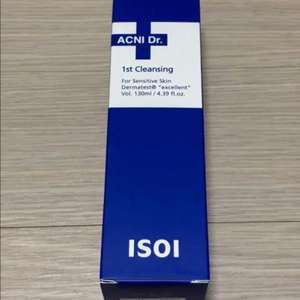 ACNI Dr.
1st Cleansing
For Sensitive Skin
Dermatest® "excellent"
Vol. 130ml / 4.39 fl.oz.
ISOI